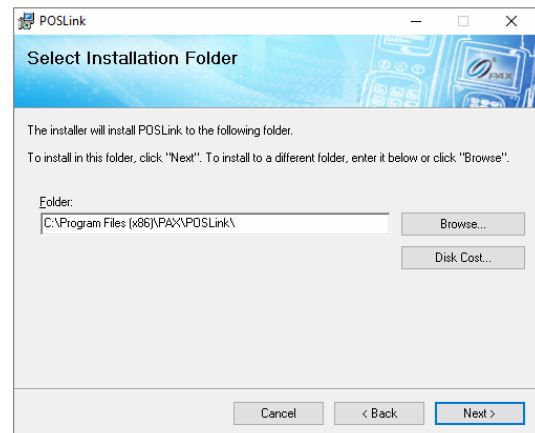 POSLink
Select Installation Folder
PAX
The installer will install POSLink to the following folder.
To install in this folder, click "Next". To install to a different folder, enter it below or click "Browse".
Folder:
C:\Program Files (x86)\PAX\POSLink\
Browse...
Disk Cost...
Cancel
< Back
Next >